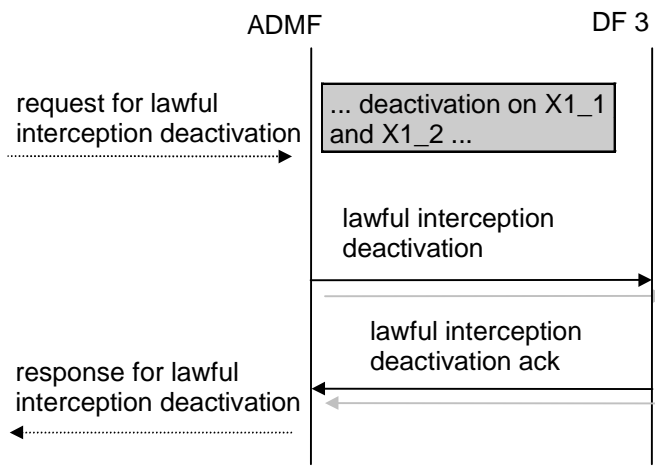 ADMF
DF 3
request for lawful
interception deactivation
... deactivation on X1_1
and X1_2 ...
lawful interception
deactivation
lawful interception
deactivation ack
response for lawful
interception deactivation